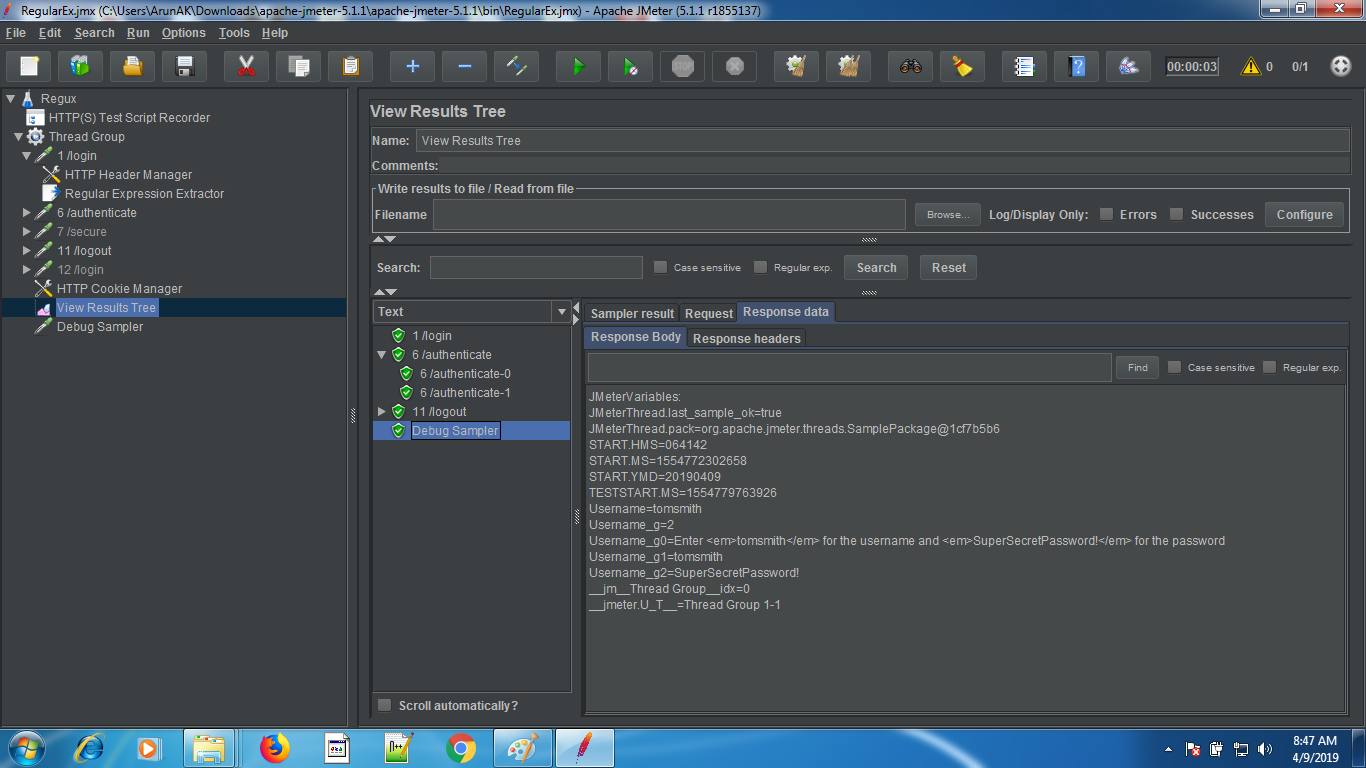 RegularEx.jmx (C:\Users\ArunAK\Downloads\apache-jmeter-5.1.1\apache-jmeter-5.1.1\bin\RegularEx.jmx) - Apache JMeter (5.1.1 r1855137)
File Edit Search Run Options Tools Help
00:00:03 0 0/1
Regux
HTTP(S) Test Script Recorder
Thread Group
1 /login
HTTP Header Manager
Regular Expression Extractor
6 /authenticate
7 /secure
11 /logout
12 /login
HTTP Cookie Manager
View Results Tree
Debug Sampler
View Results Tree
Name: View Results Tree
Comments:
Write results to file / Read from file
Filename Browse... Log/Display Only: Errors Successes Configure
Search: Case sensitive Regular exp. Search Reset
Text
1 /login
6 /authenticate
6 /authenticate-0
6 /authenticate-1
11 /logout
Debug Sampler
Scroll automatically?
Sampler result Request Response data
Response Body Response headers
Find Case sensitive Regular exp.
JMeterVariables:
JMeterThread.last_sample_ok=true
JMeterThread.pack=org.apache.jmeter.threads.SamplePackage@1cf7b5b6
START.HMS=064142
START.MS=1554772302658
START.YMD=20190409
TESTSTART.MS=1554779763926
Username=tomsmith
Username_g=2
Username_g0=Enter <em>tomsmith</em> for the username and <em>SuperSecretPassword!</em> for the password
Username_g1=tomsmith
Username_g2=SuperSecretPassword!
__jm__Thread Group__idx=0
__jmeter.U_T__=Thread Group 1-1
8:47 AM
4/9/2019